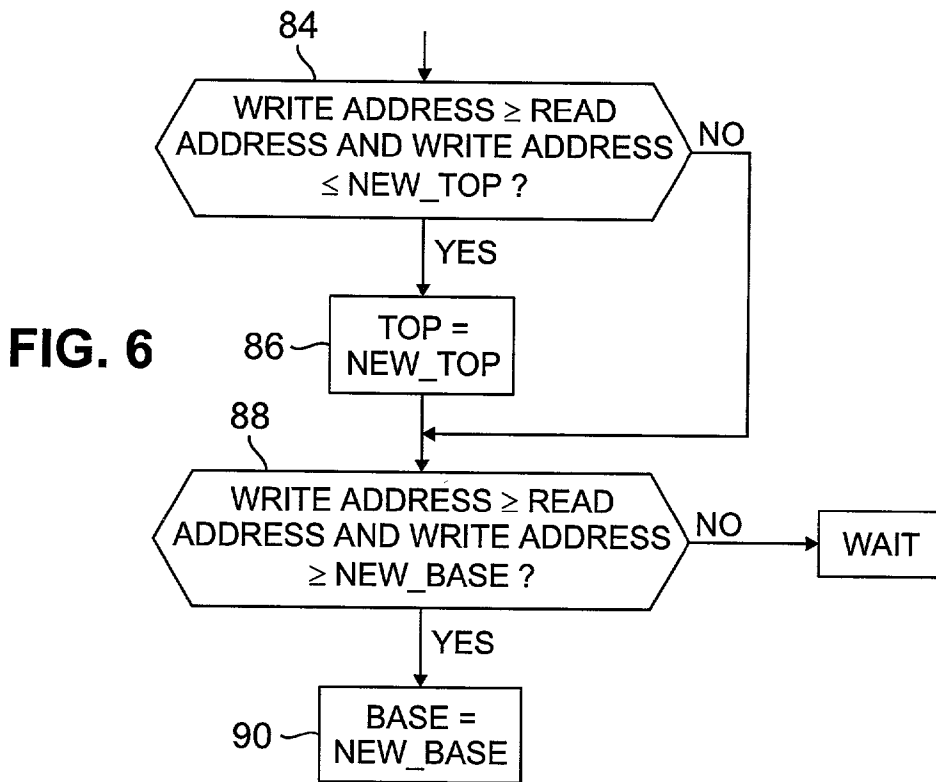 84
WRITE ADDRESS ≥ READ
ADDRESS AND WRITE ADDRESS
≤ NEW_TOP ?
NO
YES
FIG. 6
86
TOP =
NEW_TOP
88
WRITE ADDRESS ≥ READ
ADDRESS AND WRITE ADDRESS
≥ NEW_BASE ?
NO
WAIT
YES
90
BASE =
NEW_BASE